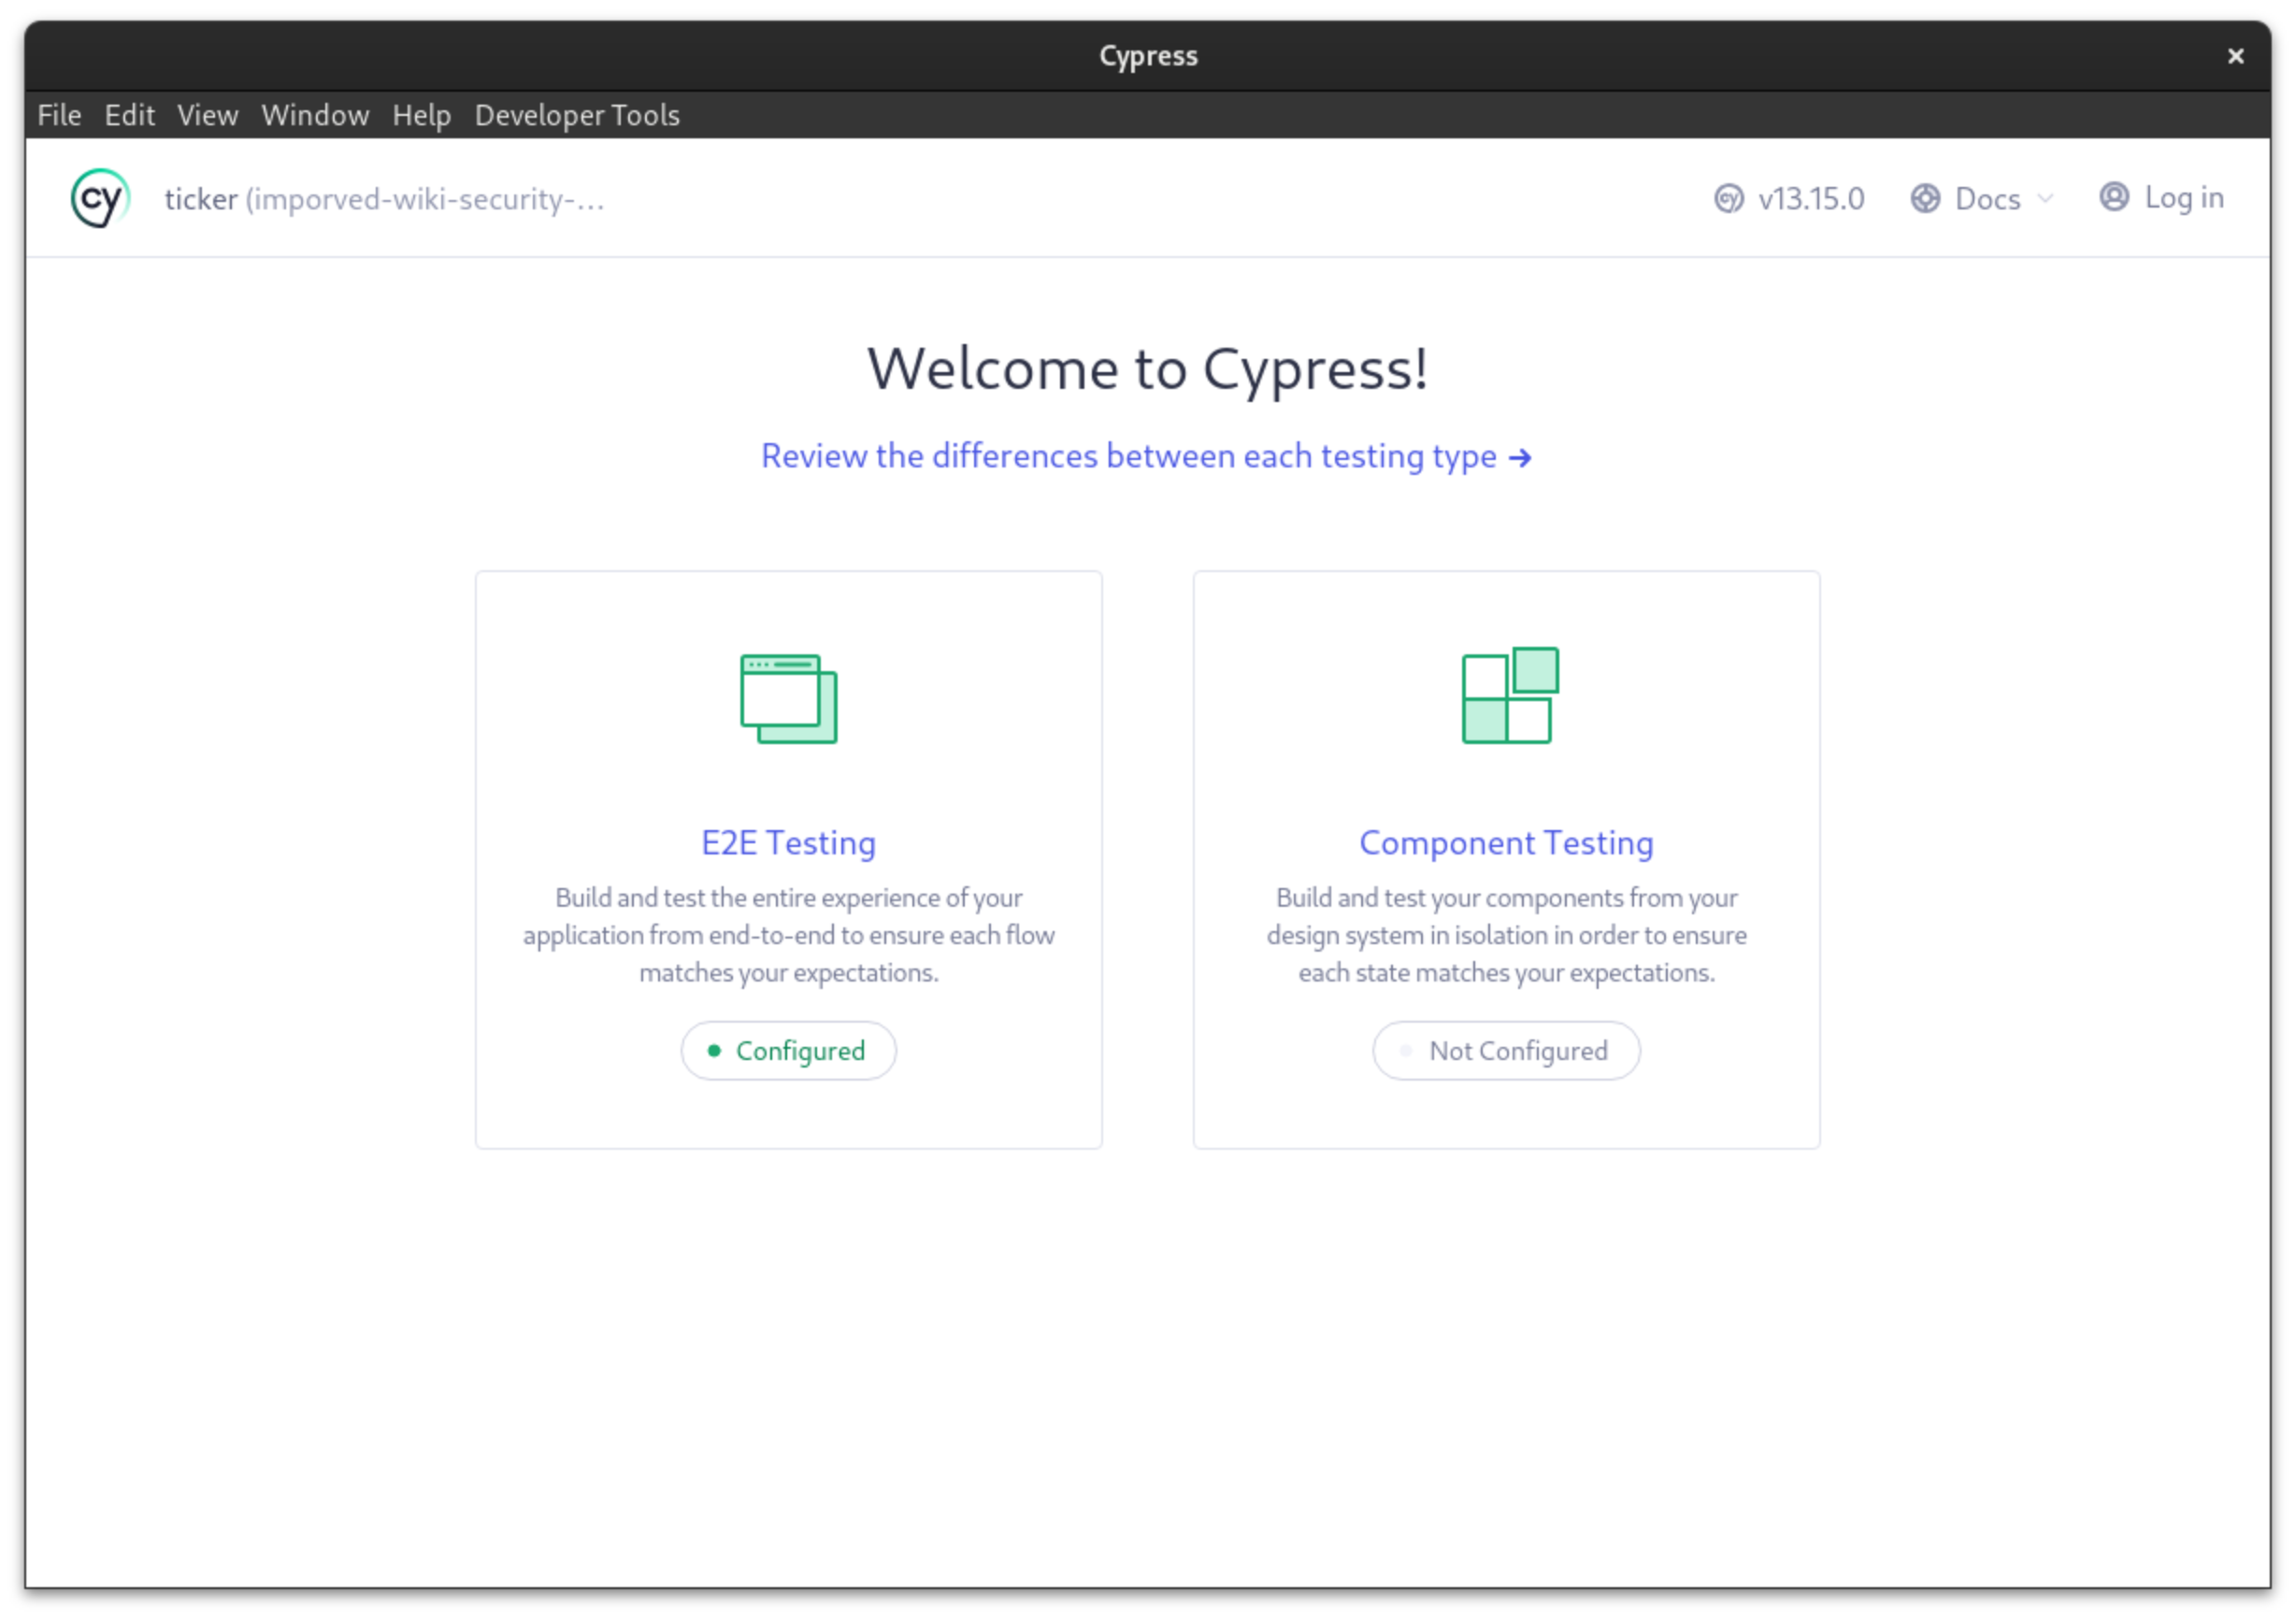 Cypress
File Edit View Window Help Developer Tools
cy ticker (imporved-wiki-security-... cy v13.15.0 Docs Log in
Welcome to Cypress!
Review the differences between each testing type →
E2E Testing
Build and test the entire experience of your
application from end-to-end to ensure each flow
matches your expectations.
Configured
Component Testing
Build and test your components from your
design system in isolation in order to ensure
each state matches your expectations.
Not Configured